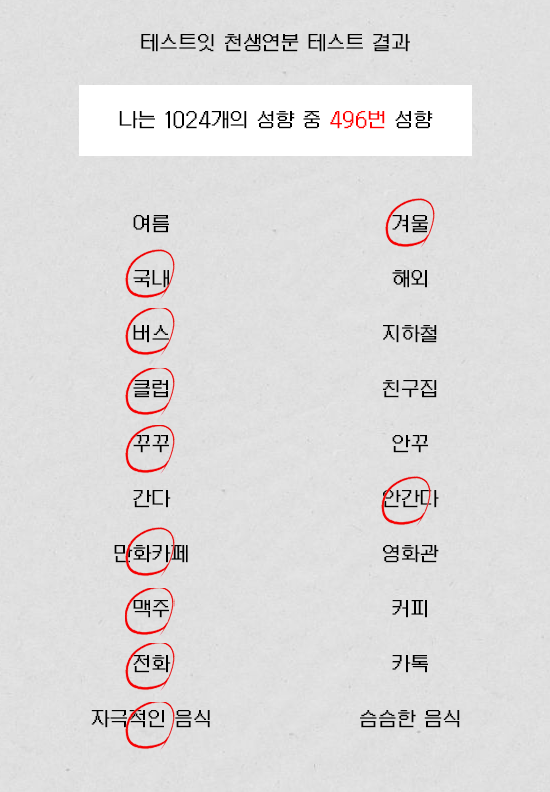 테스트잇 천생연분 테스트 결과
나는 1024개의 성향 중 496번 성향
여름 겨울
국내 해외
버스 지하철
클럽 친구집
꾸꾸 안꾸
간다 안간다
만화카페 영화관
맥주 커피
전화 카톡
자극적인 음식 슴슴한 음식